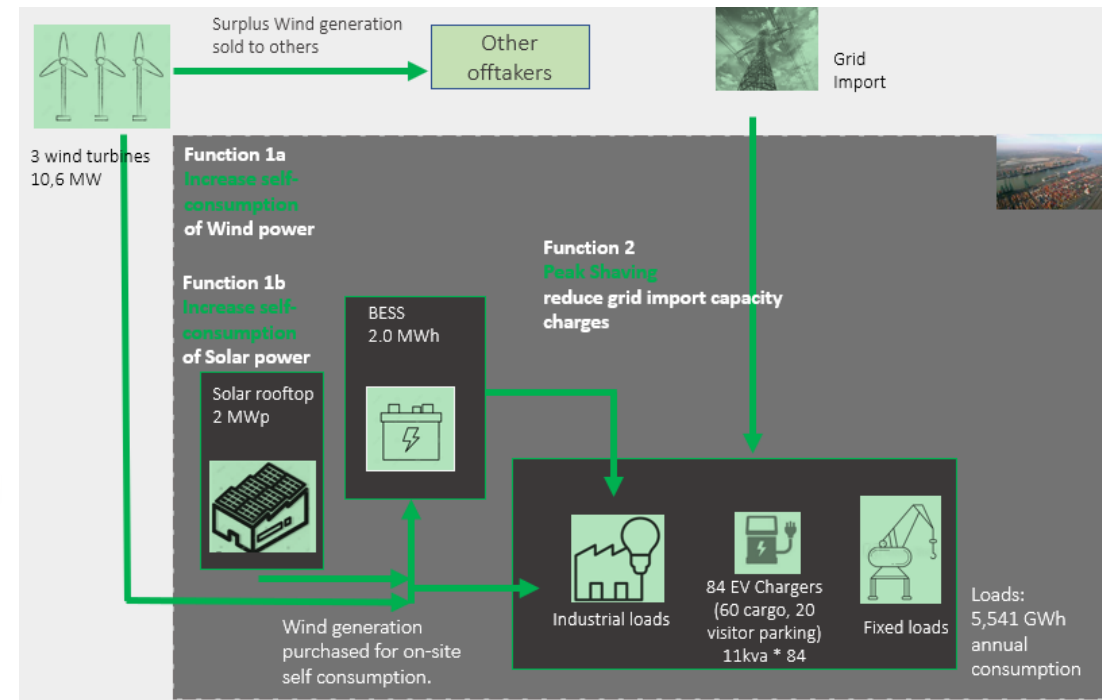 Surplus Wind generation
sold to others
Other
offtakers
Grid
Import
3 wind turbines
10,6 MW
Function 1a
Increase self-
consumption
of Wind power
Function 1b
Increase self-
consumption
of Solar power
Function 2
Peak Shaving
reduce grid import capacity
charges
BESS
2.0 MWh
Solar rooftop
2 MWp
Wind generation
purchased for on-site
self consumption.
Industrial loads
84 EV Chargers
(60 cargo, 20
visitor parking)
11kva * 84
Fixed loads
Loads:
5,541 GWh
annual
consumption